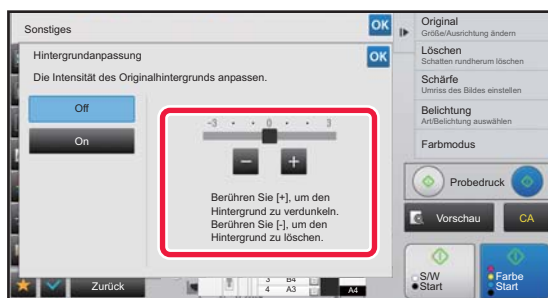 Sonstiges
OK
Hintergrundanpassung
OK
Die Intensität des Originalhintergrunds anpassen.
Off
On
-3 • • 0 • • 3
Berühren Sie [+], um den
Hintergrund zu verdunkeln.
Berühren Sie [-], um den
Hintergrund zu löschen.
Zurück
3 B4
4 A3
A4
Original
Größe/Ausrichtung ändern
Löschen
Schatten rundherum löschen
Schärfe
Umriss des Bildes einstellen
Belichtung
Art/Belichtung auswählen
Farbmodus
Probedruck
Vorschau
CA
S/W
Start
Farbe
Start